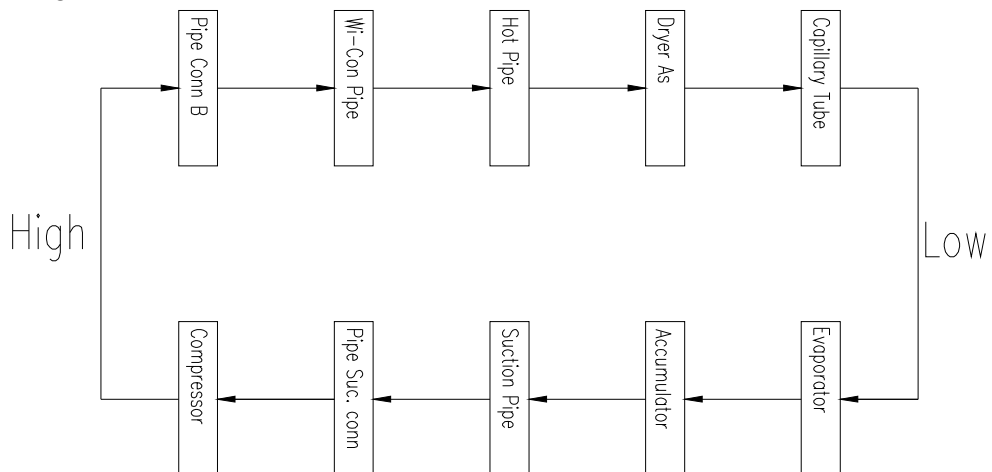 Pipe Conn B
Wi-Con Pipe
Hot Pipe
Dryer As
Capillary Tube
High
Low
Compressor
Pipe Suc. conn
Suction Pipe
Accumulator
Evaporator